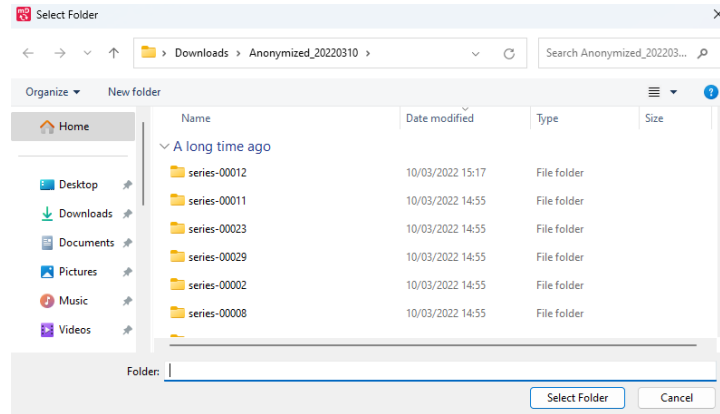 Select Folder
Downloads > Anonymized_20220310 >
Search Anonymized_202203...
Organize
New folder
?
Home
Name
Date modified
Type
Size
A long time ago
series-00012 10/03/2022 15:17 File folder
Desktop
series-00011 10/03/2022 14:55 File folder
Downloads
series-00023 10/03/2022 14:55 File folder
Documents
series-00029 10/03/2022 14:55 File folder
Pictures
series-00002 10/03/2022 14:55 File folder
Music
series-00008 10/03/2022 14:55 File folder
Videos
Folder:
Select Folder
Cancel